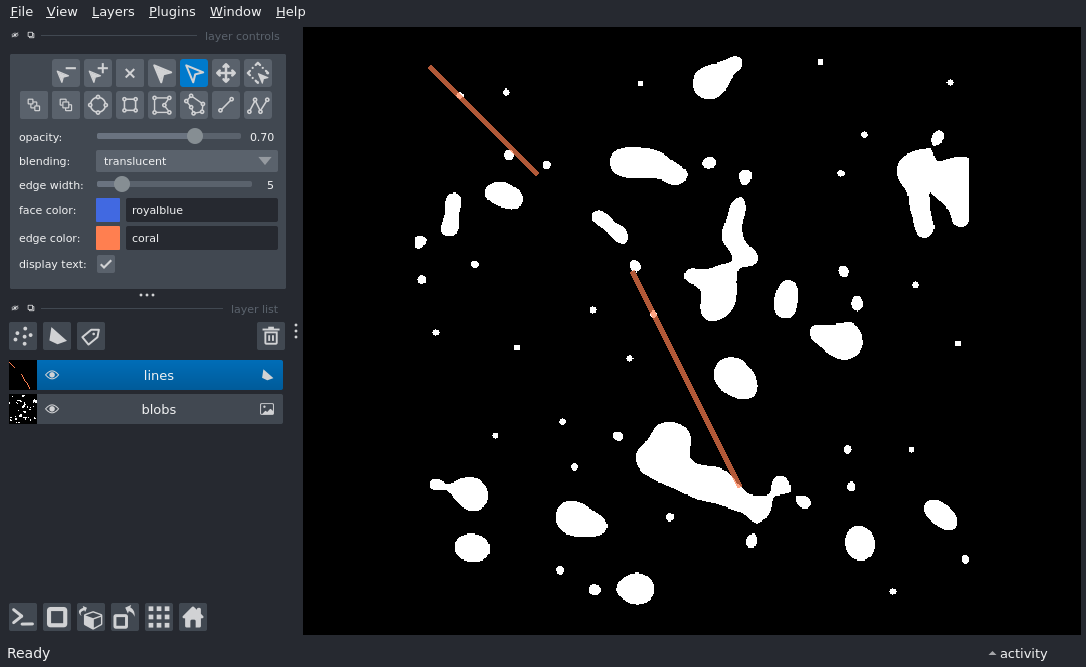 File View Layers Plugins Window Help
layer controls
opacity: 0.70
blending: translucent
edge width: 5
face color: royalblue
edge color: coral
display text:
layer list
lines
blobs
Ready
activity